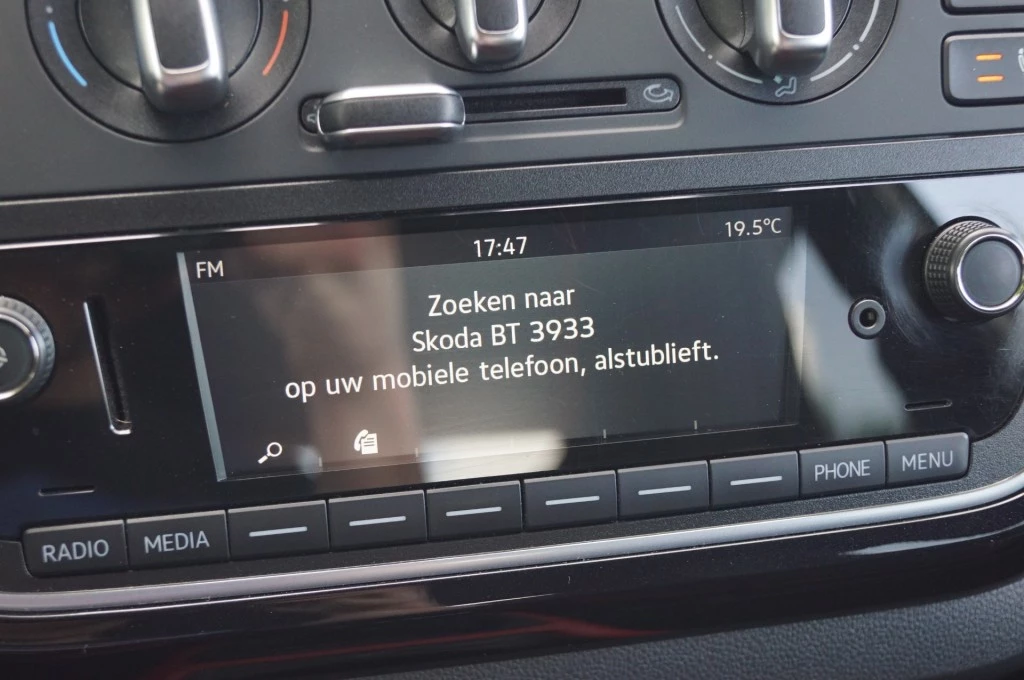 17:47
19.5°C
FM
Zoeken naar
Skoda BT 3933
op uw mobiele telefoon, alstublieft.
RADIO
MEDIA
PHONE
MENU